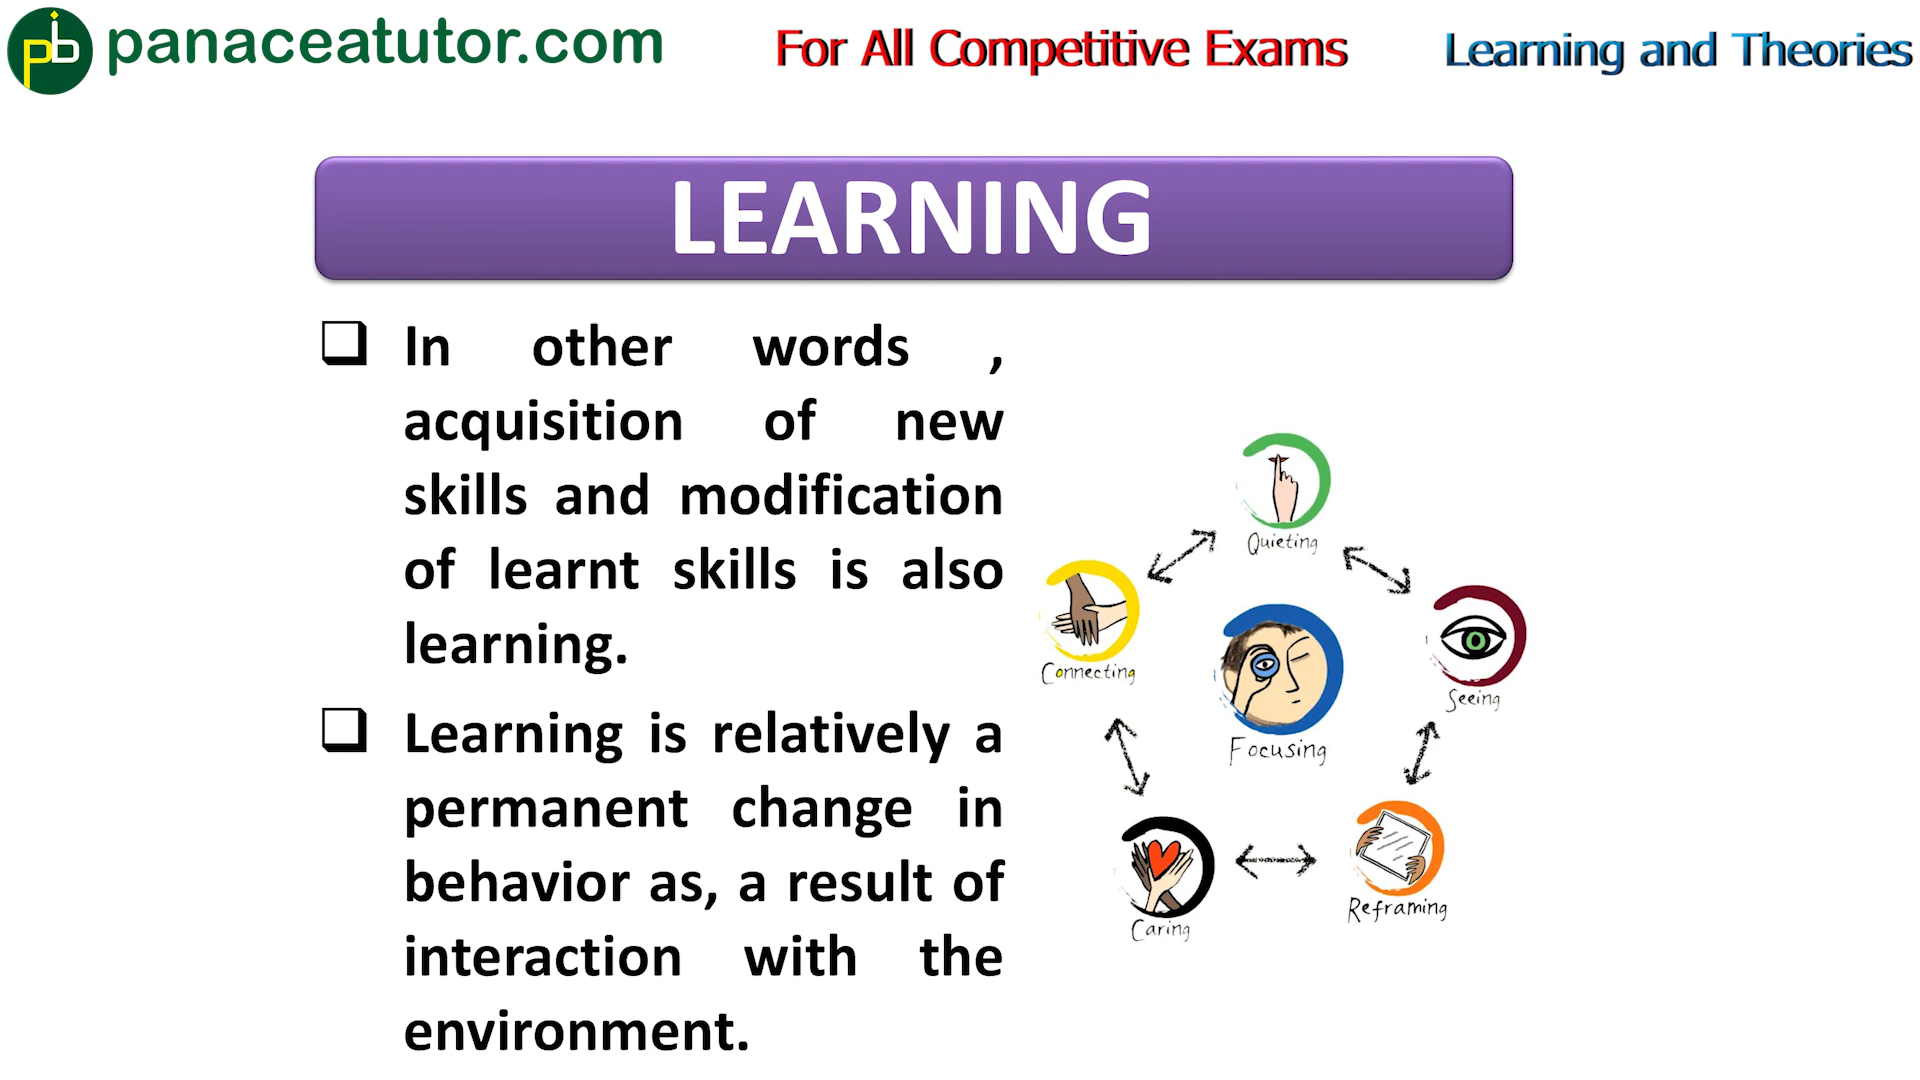 pb panaceatutor.com
For All Competitive Exams
Learning and Theories
LEARNING
In other words ,
acquisition of new
skills and modification
of learnt skills is also
learning.
Learning is relatively a
permanent change in
behavior as, a result of
interaction with the
environment.
Quieting
Connecting
Seeing
Focusing
Caring
Reframing